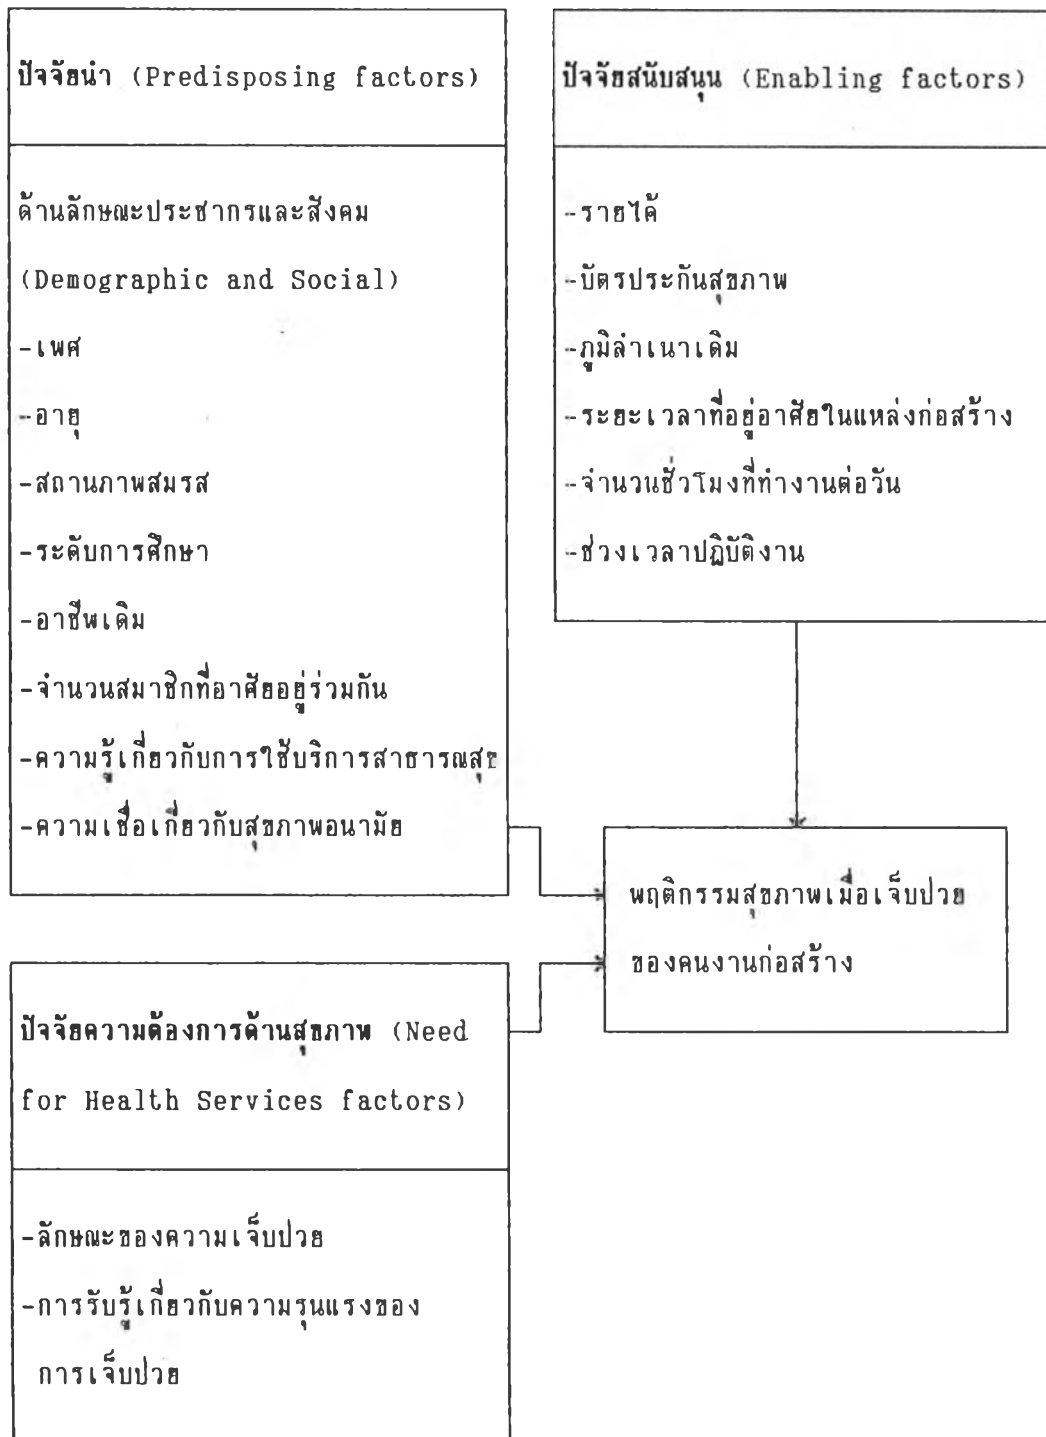 ปัจจัยนำ (Predisposing factors)
ด้านลักษณะประชากรและสังคม
(Demographic and Social)
-เพศ
-อายุ
-สถานภาพสมรส
-ระดับการศึกษา
-อาชีพเดิม
-จำนวนสมาชิกที่อาศัยอยู่ร่วมกัน
-ความรู้เกี่ยวกับการใช้บริการสาธารณสุข
-ความเชื่อเกี่ยวกับสุขภาพอนามัย
ปัจจัยสนับสนุน (Enabling factors)
-รายได้
-บัตรประกันสุขภาพ
-ภูมิลำเนาเดิม
-ระยะเวลาที่อยู่อาศัยในแหล่งก่อสร้าง
-จำนวนชั่วโมงที่ทำงานต่อวัน
-ช่วงเวลาปฏิบัติงาน
พฤติกรรมสุขภาพเมื่อเจ็บป่วย
ของคนงานก่อสร้าง
ปัจจัยความต้องการด้านสุขภาพ (Need
for Health Services factors)
-ลักษณะของความเจ็บป่วย
-การรับรู้เกี่ยวกับความรุนแรงของ
การเจ็บป่วย